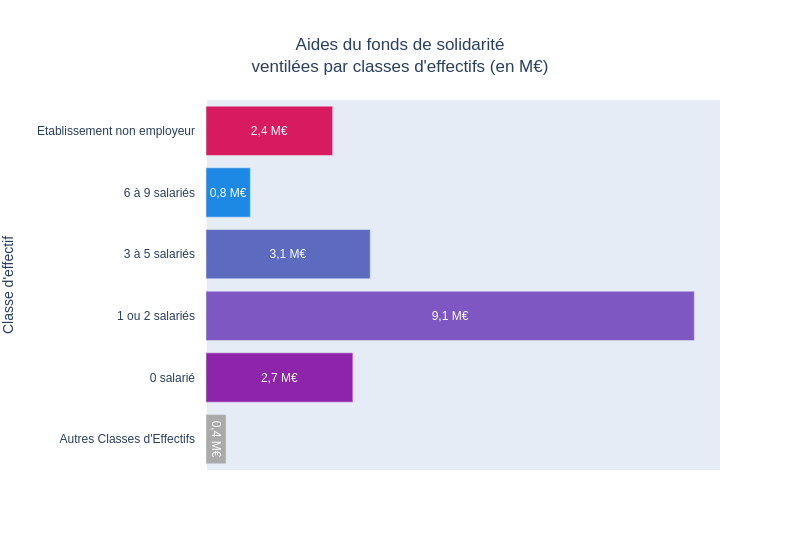 Aides du fonds de solidarité
ventilées par classes d'effectifs (en M€)
Classe d'effectif
Etablissement non employeur
2,4 M€
6 à 9 salariés
0,8 M€
3 à 5 salariés
3,1 M€
1 ou 2 salariés
9,1 M€
0 salarié
2,7 M€
Autres Classes d'Effectifs
0,4 M€